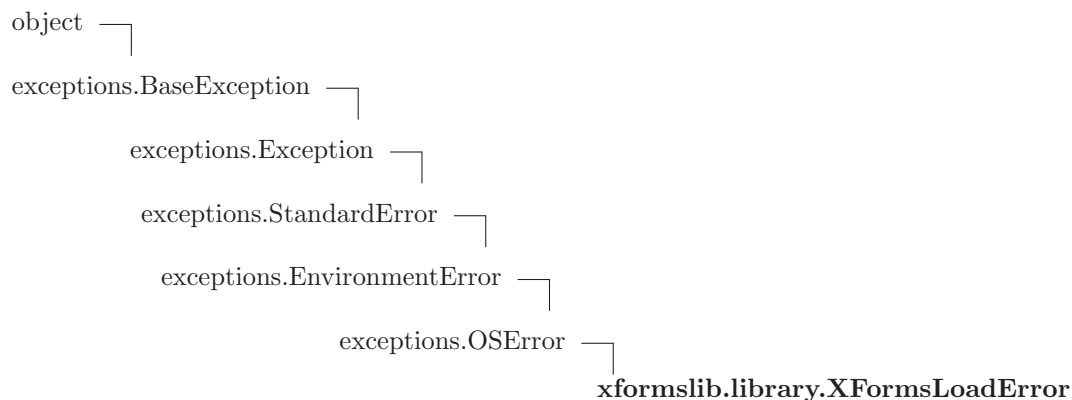 object
exceptions.BaseException
exceptions.Exception
exceptions.StandardError
exceptions.EnvironmentError
exceptions.OSError
xformslib.library.XFormsLoadError